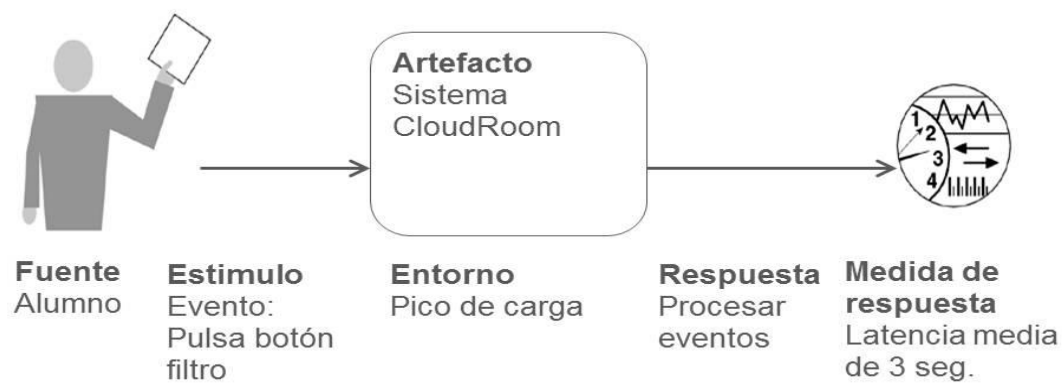 Artefacto
Sistema
CloudRoom
1
2
3
4
Fuente
Alumno
Estimulo
Evento:
Pulsa botón
filtro
Entorno
Pico de carga
Respuesta
Procesar
eventos
Medida de
respuesta
Latencia media
de 3 seg.